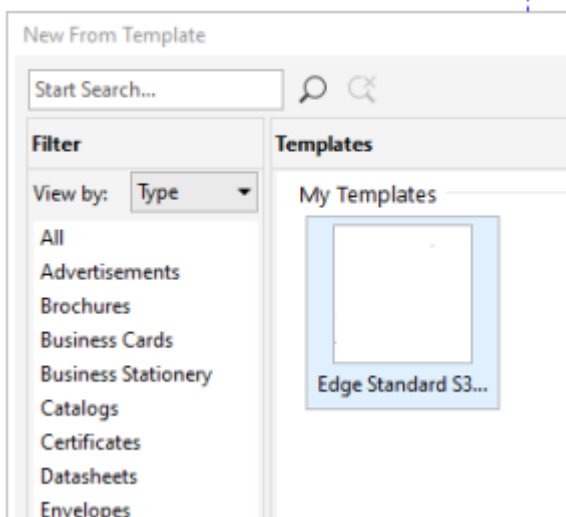 New From Template
Start Search...
Filter
View by: Type
All
Advertisements
Brochures
Business Cards
Business Stationery
Catalogs
Certificates
Datasheets
Envelopes
Templates
My Templates
Edge Standard S3...